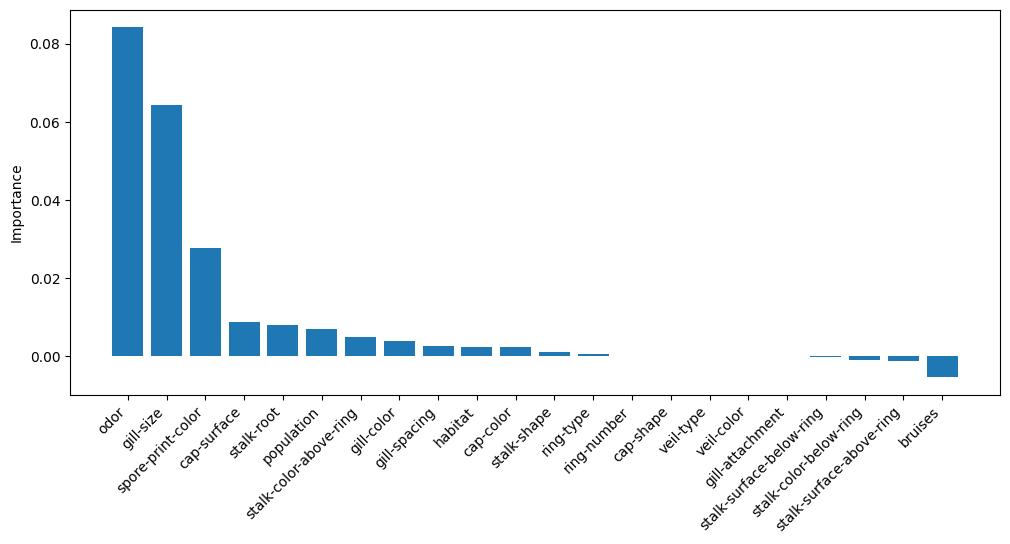 0.08
0.06
0.04
0.02
0.00
Importance
odor
gill-size
spore-print-color
cap-surface
stalk-root
population
stalk-color-above-ring
gill-color
gill-spacing
habitat
cap-color
stalk-shape
ring-type
ring-number
cap-shape
veil-type
veil-color
gill-attachment
stalk-surface-below-ring
stalk-color-below-ring
stalk-surface-above-ring
bruises